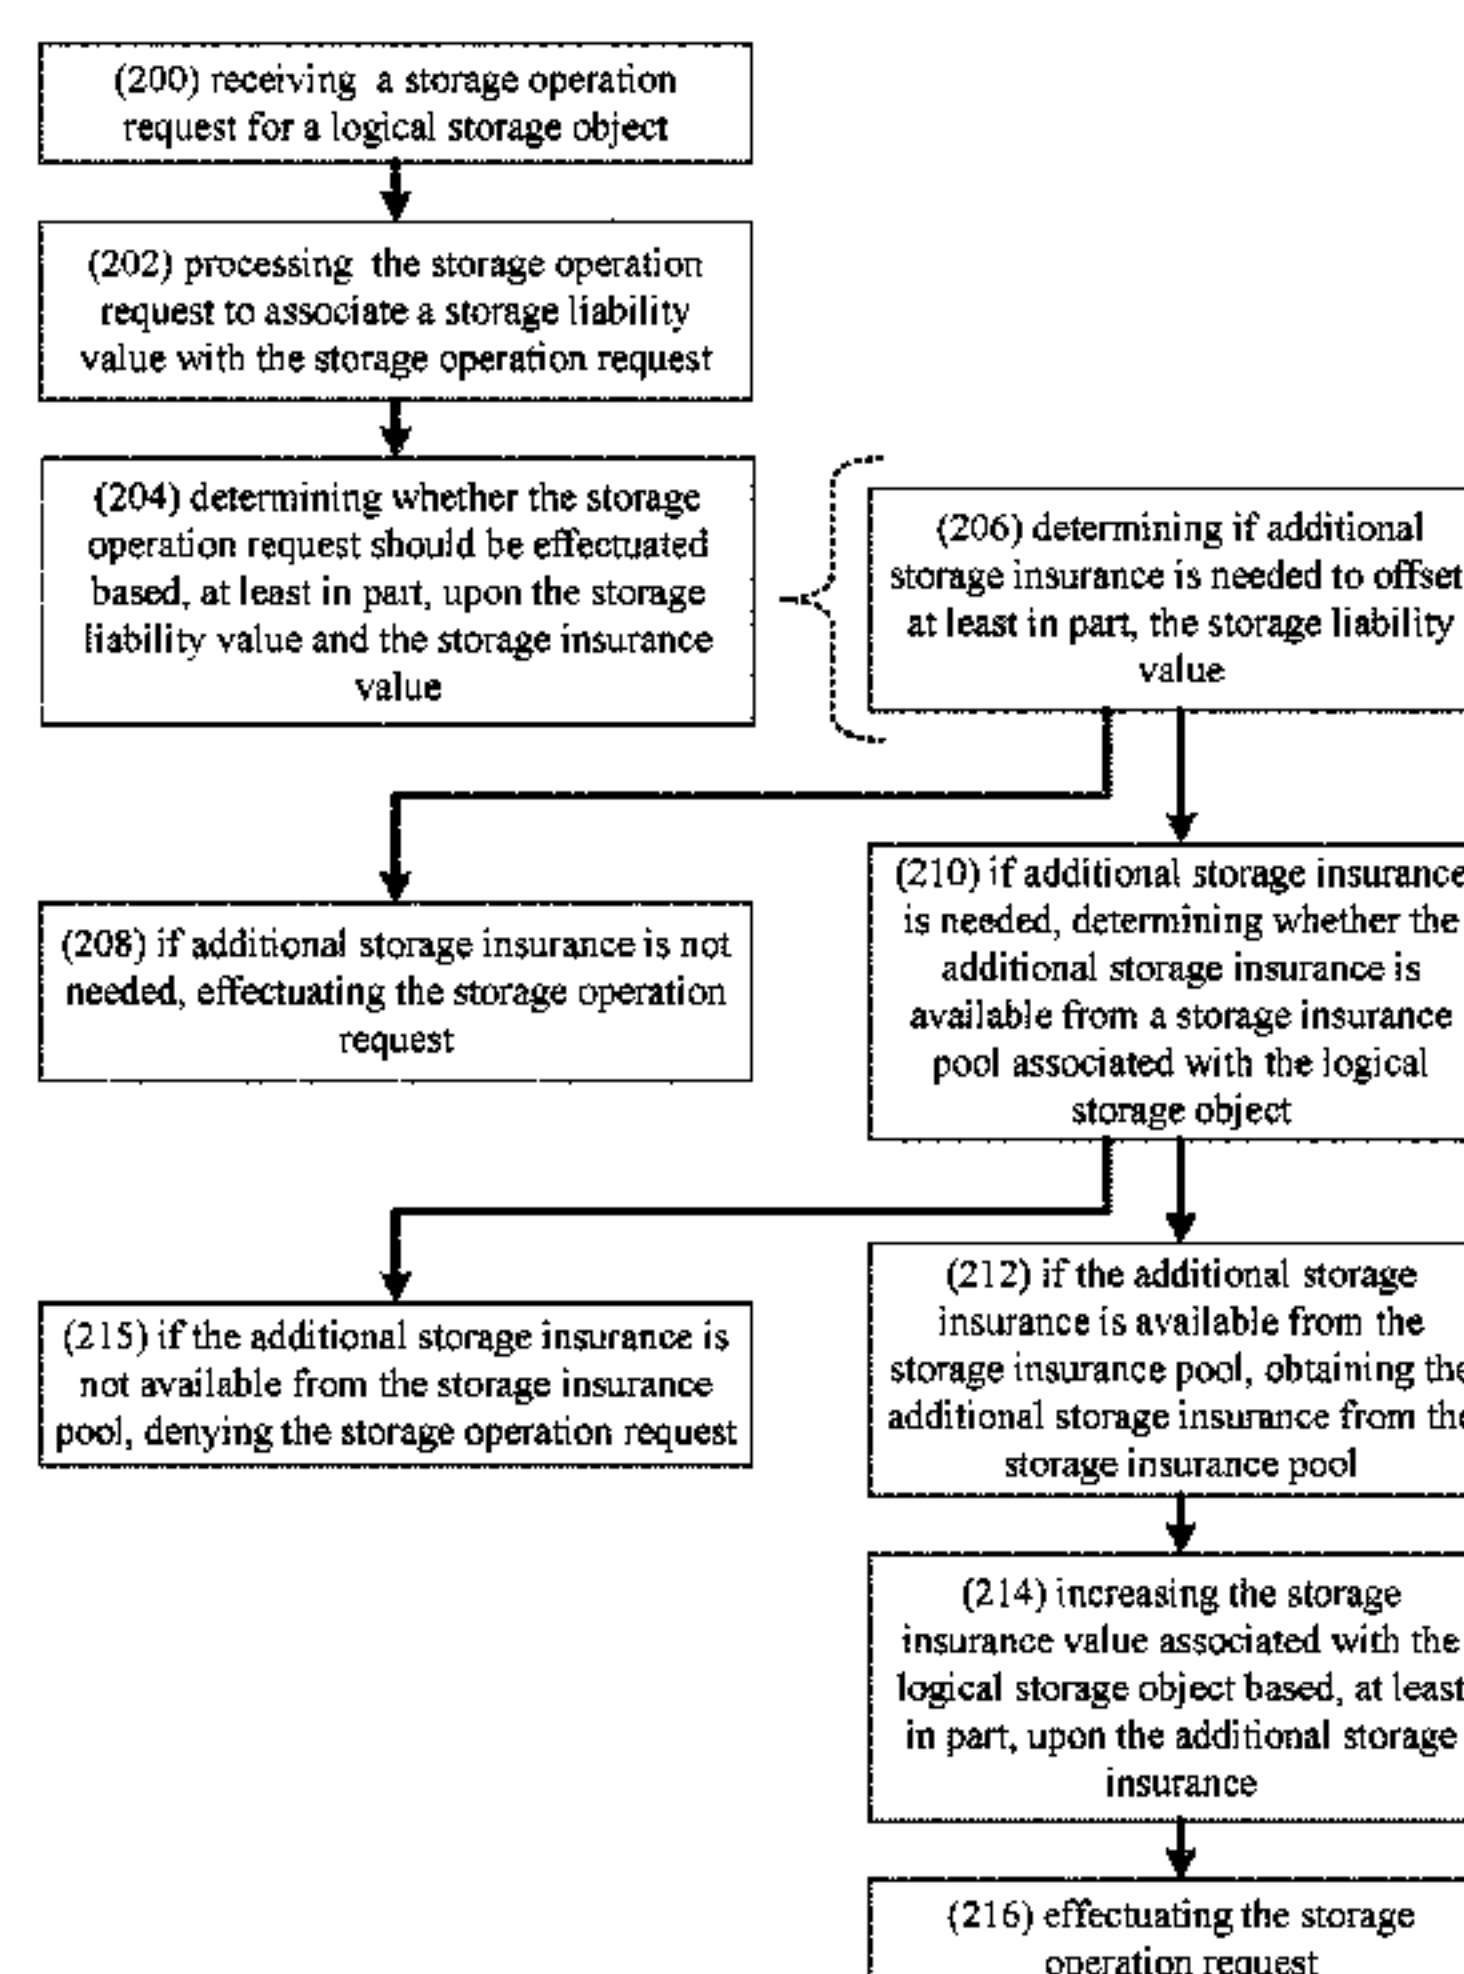 (200) receiving a storage operation
request for a logical storage object
(202) processing the storage operation
request to associate a storage liability
value with the storage operation request
(204) determining whether the storage
operation request should be effectuated
based, at least in part, upon the storage
liability value and the storage insurance
value
(206) determining if additional
storage insurance is needed to offset
at least in part, the storage liability
value
(208) if additional storage insurance is not
needed, effectuating the storage operation
request
(210) if additional storage insurance
is needed, determining whether the
additional storage insurance is
available from a storage insurance
pool associated with the logical
storage object
(215) if the additional storage insurance is
not available from the storage insurance
pool, denying the storage operation request
(212) if the additional storage
insurance is available from the
storage insurance pool, obtaining the
additional storage insurance from the
storage insurance pool
(214) increasing the storage
insurance value associated with the
logical storage object based, at least
in part, upon the additional storage
insurance
(216) effectuating the storage
operation request